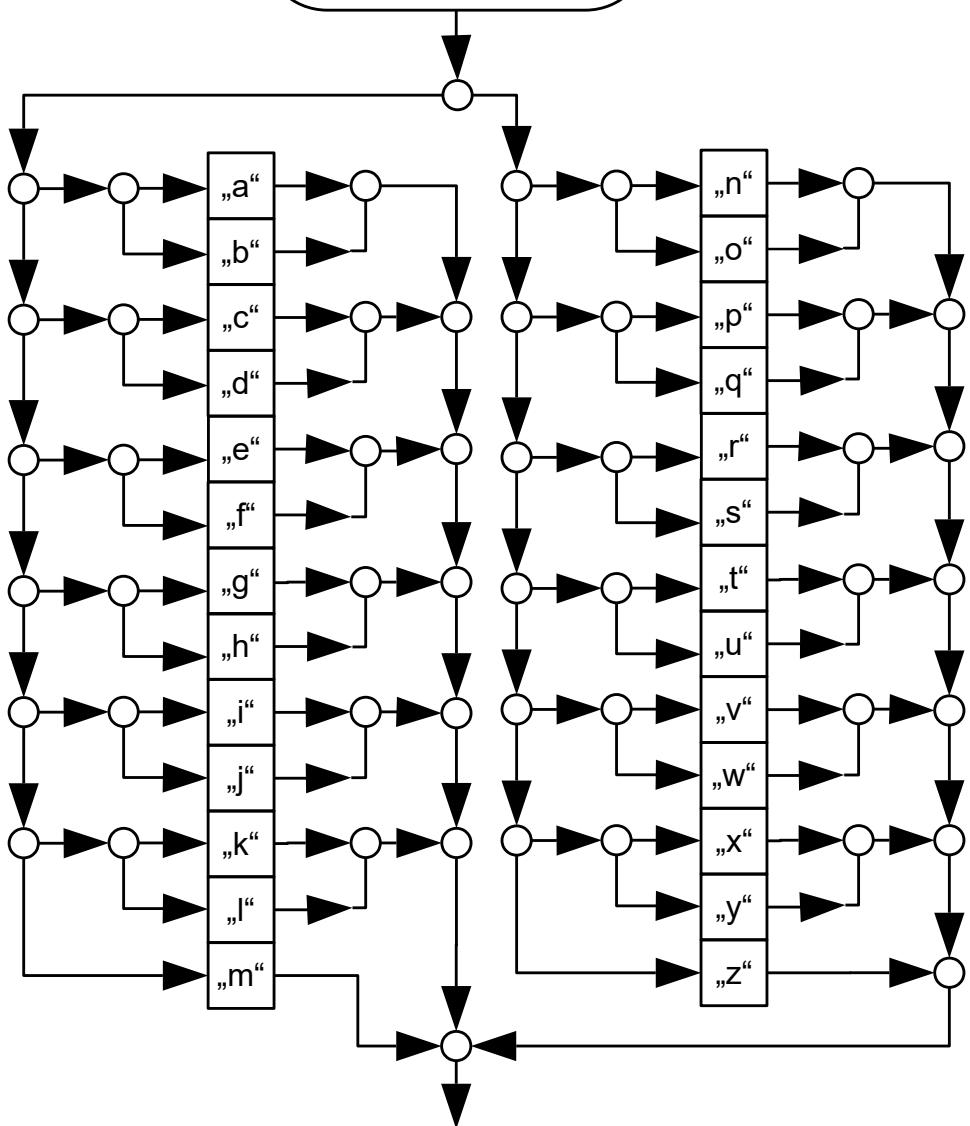 „a“
„b“
„c“
„d“
„e“
„f“
„g“
„h“
„i“
„j“
„k“
„l“
„m“
„n“
„o“
„p“
„q“
„r“
„s“
„t“
„u“
„v“
„w“
„x“
„y“
„z“